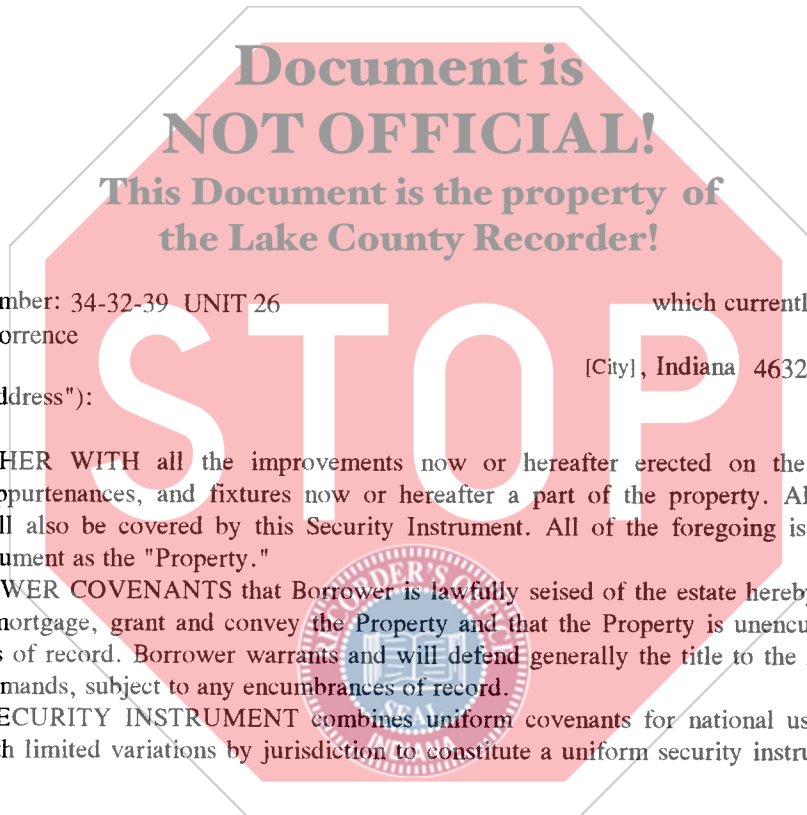 Document is
NOT OFFICIAL!
This Document is the property of
the Lake County Recorder!
mber: 34-32-39 UNIT 26 which currentl
orrence
[City], Indiana 4632
ddress"):
STOP
HER WITH all the improvements now or hereafter erected on the
ppurtenances, and fixtures now or hereafter a part of the property. Al
ll also be covered by this Security Instrument. All of the foregoing is
ument as the "Property."
WER COVENANTS that Borrower is lawfully seised of the estate hereb
mortgage, grant and convey the Property and that the Property is unencu
s of record. Borrower warrants and will defend generally the title to the
mands, subject to any encumbrances of record.
ECURITY INSTRUMENT combines uniform covenants for national us
th limited variations by jurisdiction to constitute a uniform security instru
SEAL